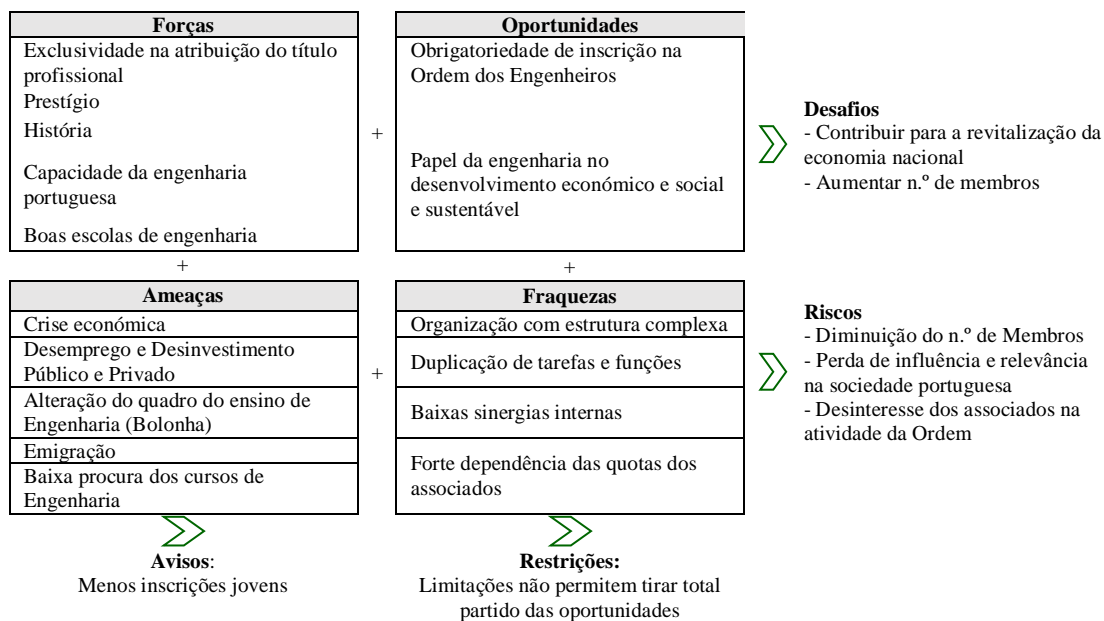 Forças
Exclusividade na atribuição do título
profissional
Prestígio
História
Capacidade da engenharia
portuguesa
Boas escolas de engenharia
+
Oportunidades
Obrigatoriedade de inscrição na
Ordem dos Engenheiros
Papel da engenharia no
desenvolvimento económico e social
e sustentável
Desafios
- Contribuir para a revitalização da
economia nacional
- Aumentar n.º de membros
+
+
Ameaças
Crise económica
Desemprego e Desinvestimento
Público e Privado
Alteração do quadro do ensino de
Engenharia (Bolonha)
Emigração
Baixa procura dos cursos de
Engenharia
+
Fraquezas
Organização com estrutura complexa
Duplicação de tarefas e funções
Baixas sinergias internas
Forte dependência das quotas dos
associados
Riscos
- Diminuição do n.º de Membros
- Perda de influência e relevância
na sociedade portuguesa
- Desinteresse dos associados na
atividade da Ordem
Avisos:
Menos inscrições jovens
Restrições:
Limitações não permitem tirar total
partido das oportunidades